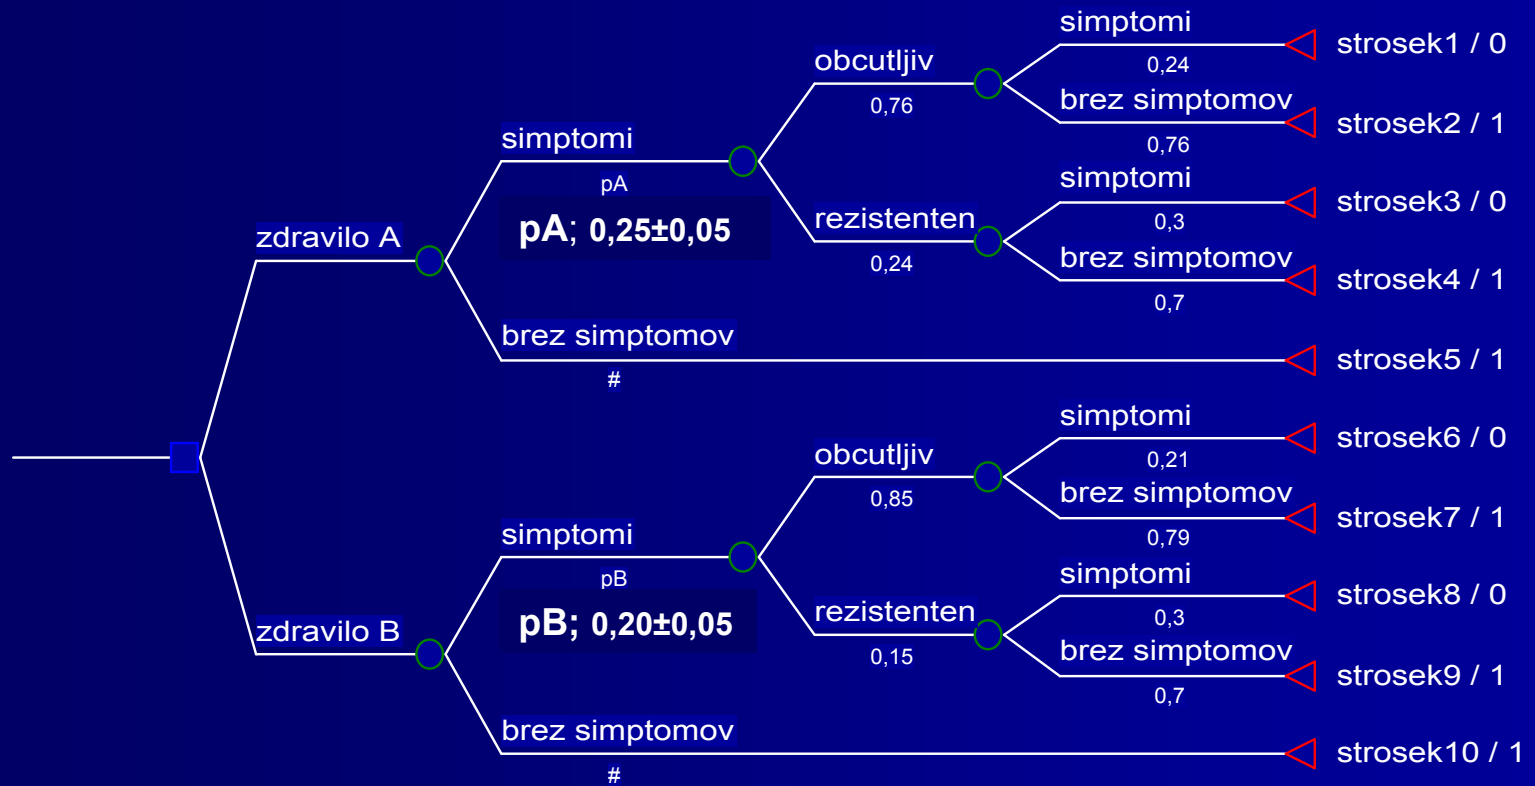 simptomi
strosek1 / 0
0,24
obcutljiv
0,76
brez simptomov
strosek2 / 1
0,76
simptomi
pA
pA; 0,25±0,05
simptomi
strosek3 / 0
0,3
rezistenten
0,24
brez simptomov
strosek4 / 1
0,7
zdravilo A
brez simptomov
#
strosek5 / 1
simptomi
strosek6 / 0
0,21
obcutljiv
0,85
brez simptomov
strosek7 / 1
0,79
simptomi
pB
pB; 0,20±0,05
simptomi
strosek8 / 0
0,3
rezistenten
0,15
brez simptomov
strosek9 / 1
0,7
zdravilo B
brez simptomov
#
strosek10 / 1